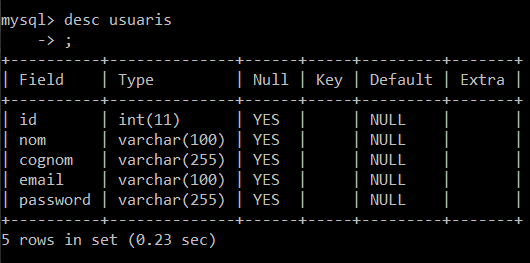 mysql> desc usuaris
    -> ;
+----------+--------------+------+-----+---------+-------+
| Field    | Type         | Null | Key | Default | Extra |
+----------+--------------+------+-----+---------+-------+
| id       | int(11)      | YES  |     | NULL    |       |
| nom      | varchar(100) | YES  |     | NULL    |       |
| cognom   | varchar(255) | YES  |     | NULL    |       |
| email    | varchar(100) | YES  |     | NULL    |       |
| password | varchar(255) | YES  |     | NULL    |       |
+----------+--------------+------+-----+---------+-------+
5 rows in set (0.23 sec)